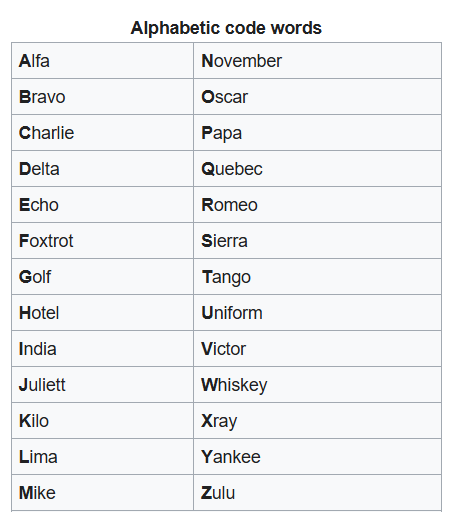 Alphabetic code words
Alfa November
Bravo Oscar
Charlie Papa
Delta Quebec
Echo Romeo
Foxtrot Sierra
Golf Tango
Hotel Uniform
India Victor
Juliett Whiskey
Kilo Xray
Lima Yankee
Mike Zulu